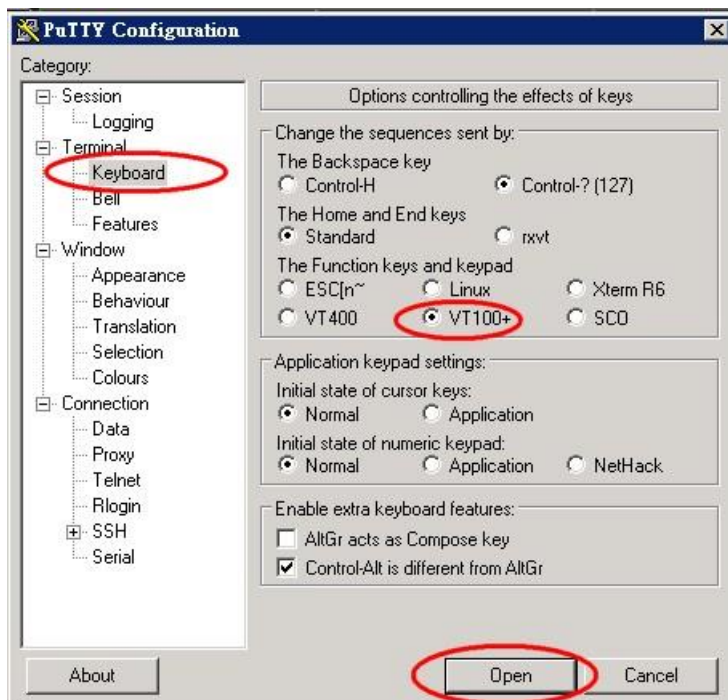 PuTTY Configuration
Category:
Session
Logging
Terminal
Keyboard
Bell
Features
Window
Appearance
Behaviour
Translation
Selection
Colours
Connection
Data
Proxy
Telnet
Rlogin
SSH
Serial
Options controlling the effects of keys
Change the sequences sent by:
The Backspace key
Control-H Control-? (127)
The Home and End keys
Standard rxvt
The Function keys and keypad
ESC[n~ Linux Xterm R6
VT400 VT100+ SCO
Application keypad settings:
Initial state of cursor keys:
Normal Application
Initial state of numeric keypad:
Normal Application NetHack
Enable extra keyboard features:
AltGr acts as Compose key
Control-Alt is different from AltGr
About Open Cancel